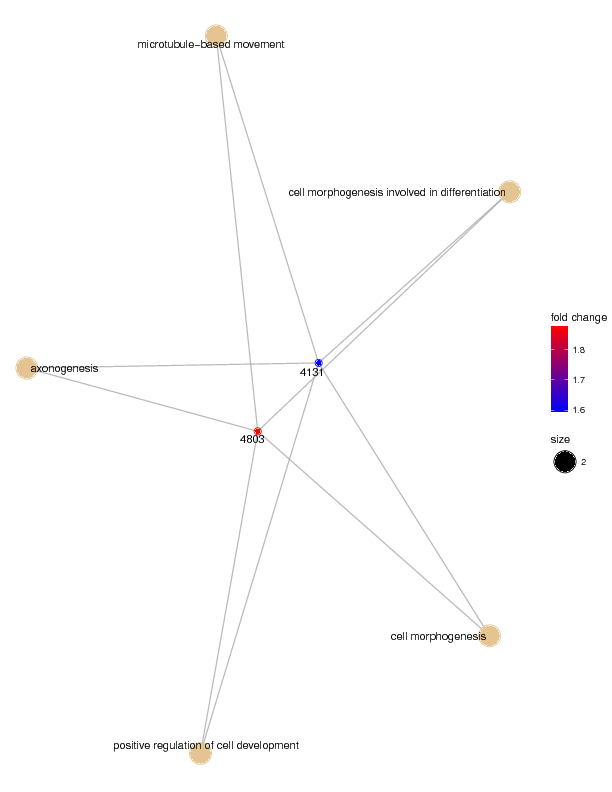 microtubule−based movement
cell morphogenesis involved in differentiation
fold change
1.8
1.7
1.6
axonogenesis
4131
4803
size
2
cell morphogenesis
positive regulation of cell development